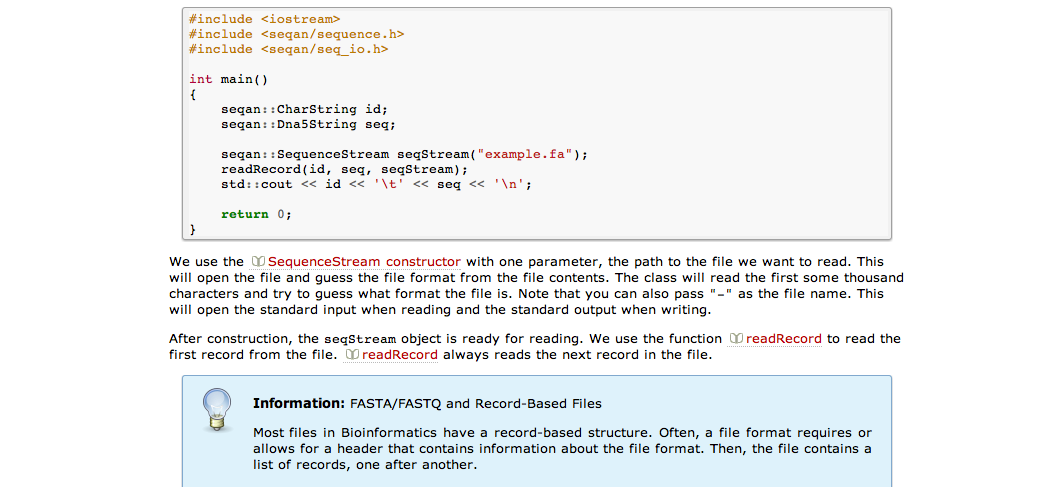 #include <iostream>
#include <seqan/sequence.h>
#include <seqan/seq_io.h>
int main()
{
    seqan::CharString id;
    seqan::Dna5String seq;
    seqan::SequenceStream seqStream("example.fa");
    readRecord(id, seq, seqStream);
    std::cout << id << '\t' << seq << '\n';
    return 0;
}
We use the SequenceStream constructor with one parameter, the path to the file we want to read. This
will open the file and guess the file format from the file contents. The class will read the first some thousand
characters and try to guess what format the file is. Note that you can also pass "-" as the file name. This
will open the standard input when reading and the standard output when writing.
After construction, the seqStream object is ready for reading. We use the function readRecord to read the
first record from the file. readRecord always reads the next record in the file.
Information: FASTA/FASTQ and Record-Based Files
Most files in Bioinformatics have a record-based structure. Often, a file format requires or
allows for a header that contains information about the file format. Then, the file contains a
list of records, one after another.